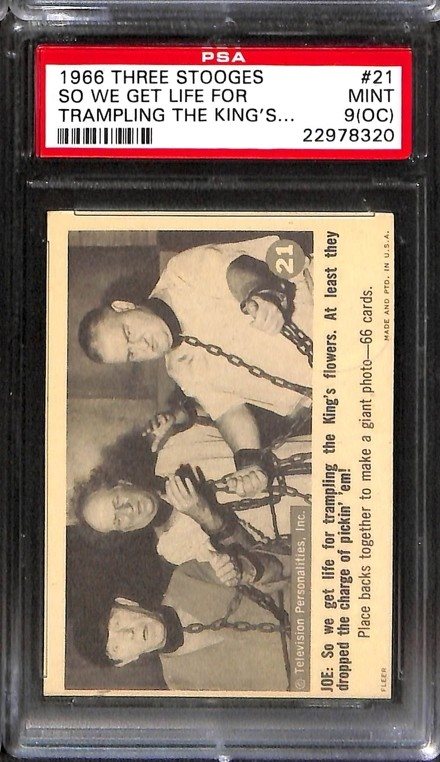 PSA
1966 THREE STOOGES #21
SO WE GET LIFE FOR MINT
TRAMPLING THE KING'S... 9(OC)
22978320
21
© Television Personalities, Inc.
JOE: So we get life for trampling the King's flowers. At least they
dropped the charge of pickin' 'em!
Place backs together to make a giant photo—66 cards.
FLEER MADE AND PTD. IN U.S.A.